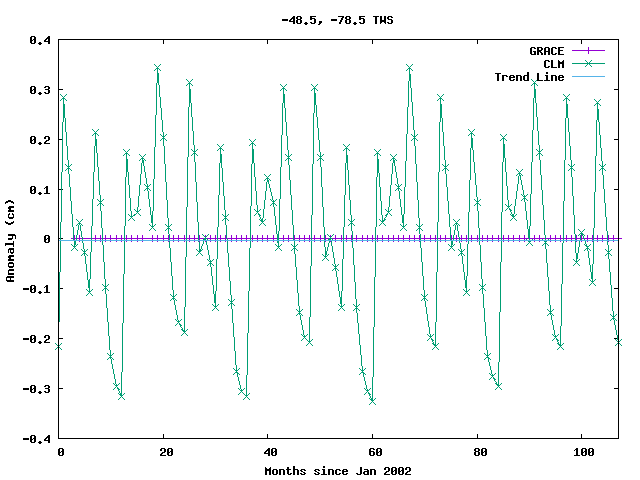 -48.5, -78.5 TWS
GRACE
CLM
Trend Line
0.4
0.3
0.2
0.1
0
-0.1
-0.2
-0.3
-0.4
Anomaly (cm)
0 20 40 60 80 100
Months since Jan 2002